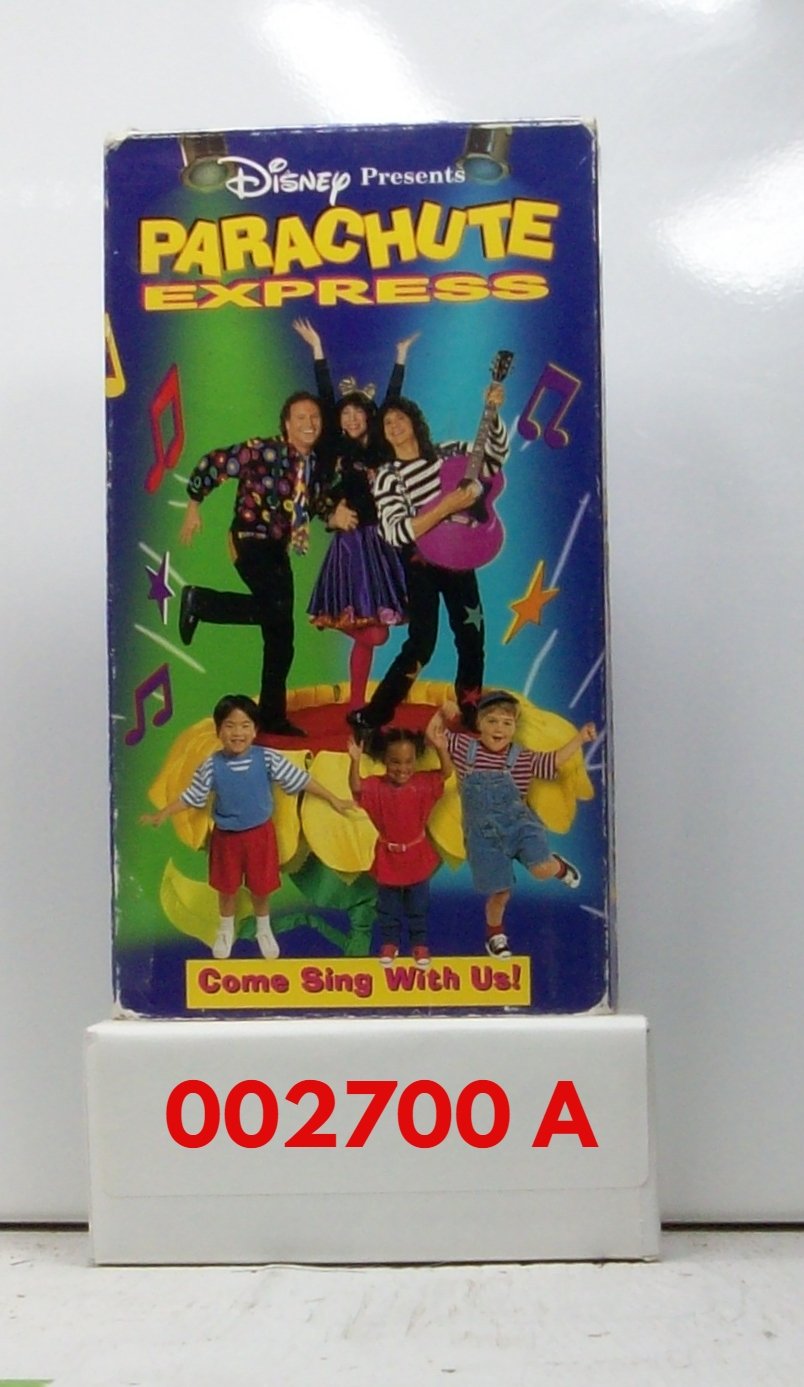 Disney Presents
PARACHUTE
EXPRESS
Come Sing With Us!
002700 A